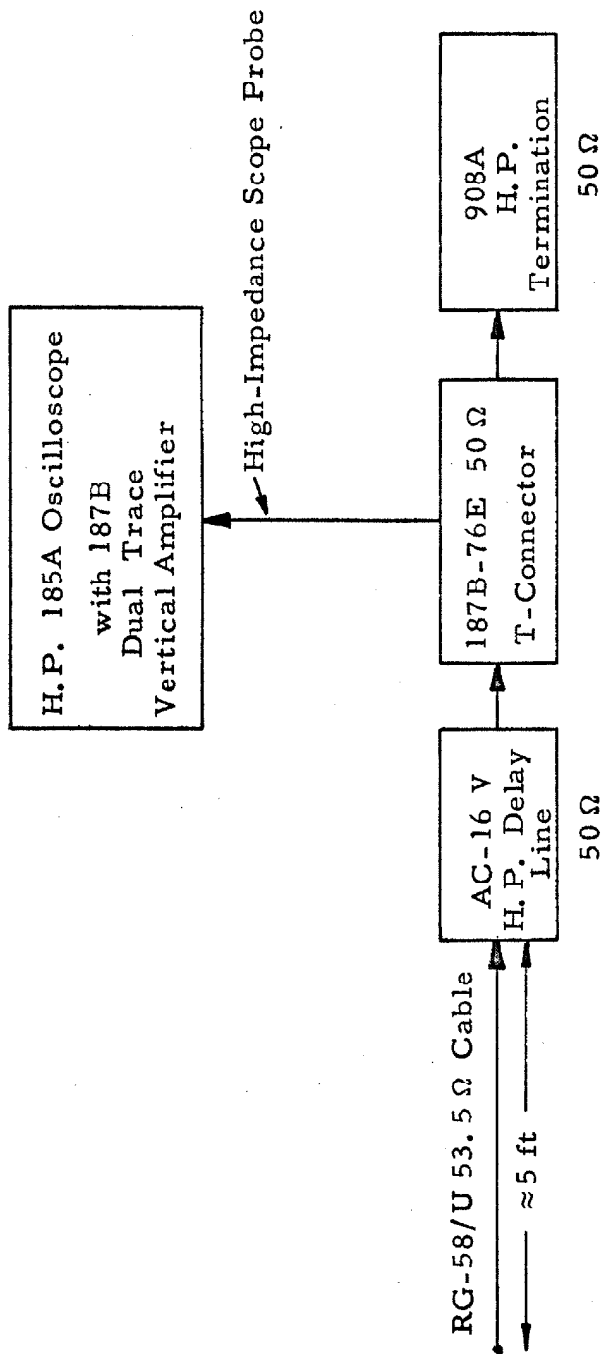 H.P. 185A Oscilloscope
with 187B
Dual Trace
Vertical Amplifier
High-Impedance Scope Probe
RG-58/U 53.5 Ω Cable
≈5 ft
AC-16 V
H.P. Delay
Line
50 Ω
187B-76E 50 Ω
T-Connector
908A
H.P.
Termination
50 Ω